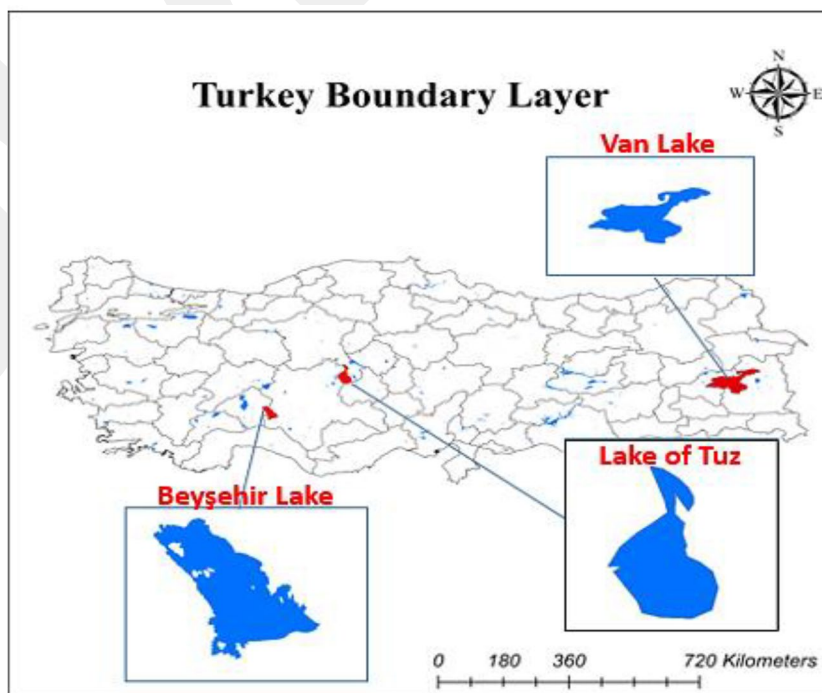 N
Turkey Boundary Layer
W E
S
Van Lake
Lake of Tuz
Beyşehir Lake
0 180 360 720 Kilometers